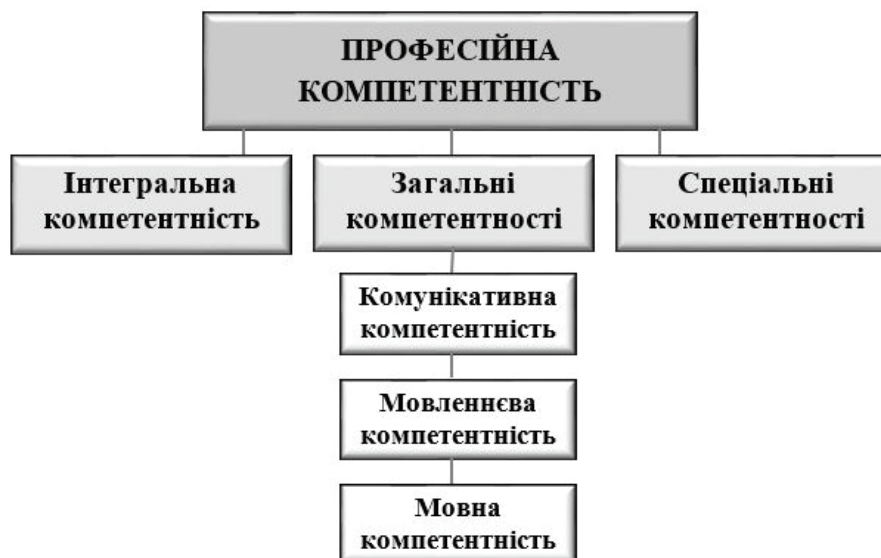 ПРОФЕСІЙНА
КОМПЕТЕНТНІСТЬ
Інтегральна
компетентність
Загальні
компетентності
Спеціальні
компетентності
Комунікативна
компетентність
Мовленнєва
компетентність
Мовна
компетентність